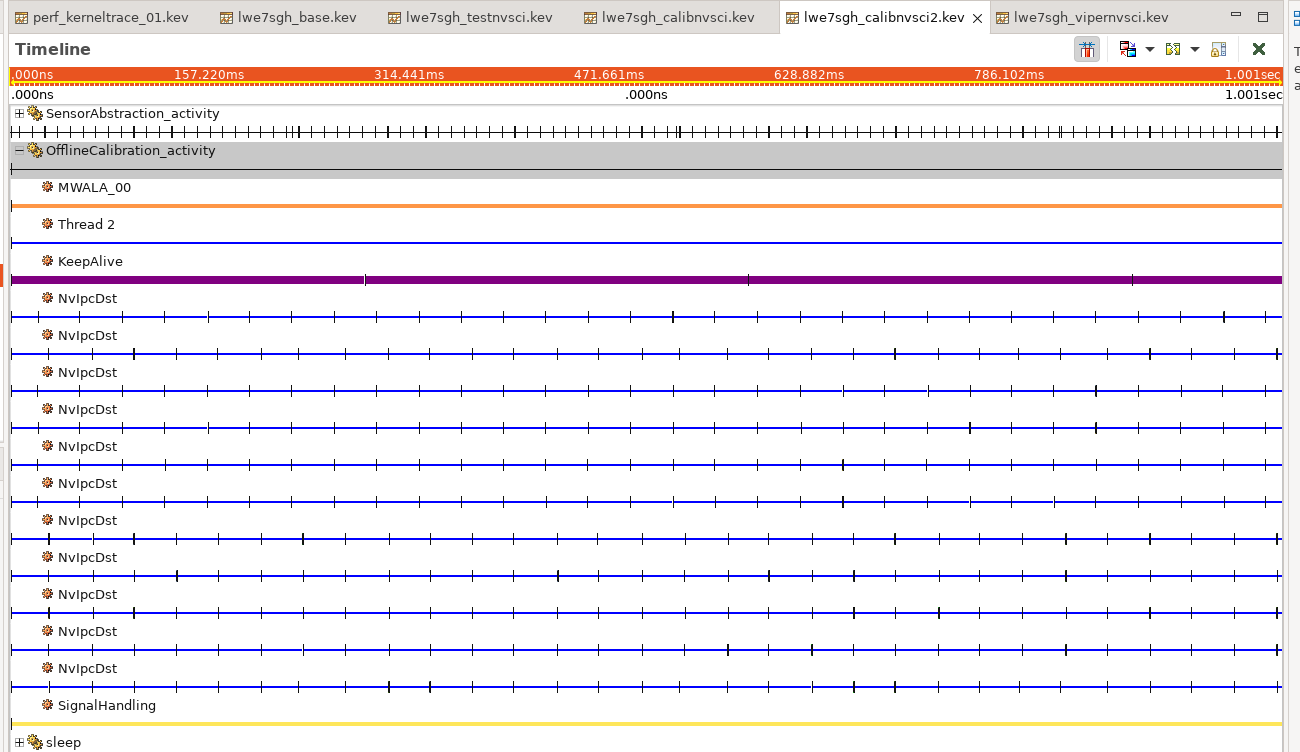 perf_kerneltrace_01.kev lwe7sgh_base.kev lwe7sgh_testnvsci.kev lwe7sgh_calibnvsci.kev lwe7sgh_calibnvsci2.kev lwe7sgh_vipernvsci.kev
Timeline
.000ns 157.220ms 314.441ms 471.661ms 628.882ms 786.102ms 1.001sec
.000ns .000ns 1.001sec
SensorAbstraction_activity
OfflineCalibration_activity
MWALA_00
Thread 2
KeepAlive
NvIpcDst
NvIpcDst
NvIpcDst
NvIpcDst
NvIpcDst
NvIpcDst
NvIpcDst
NvIpcDst
NvIpcDst
NvIpcDst
NvIpcDst
SignalHandling
sleep